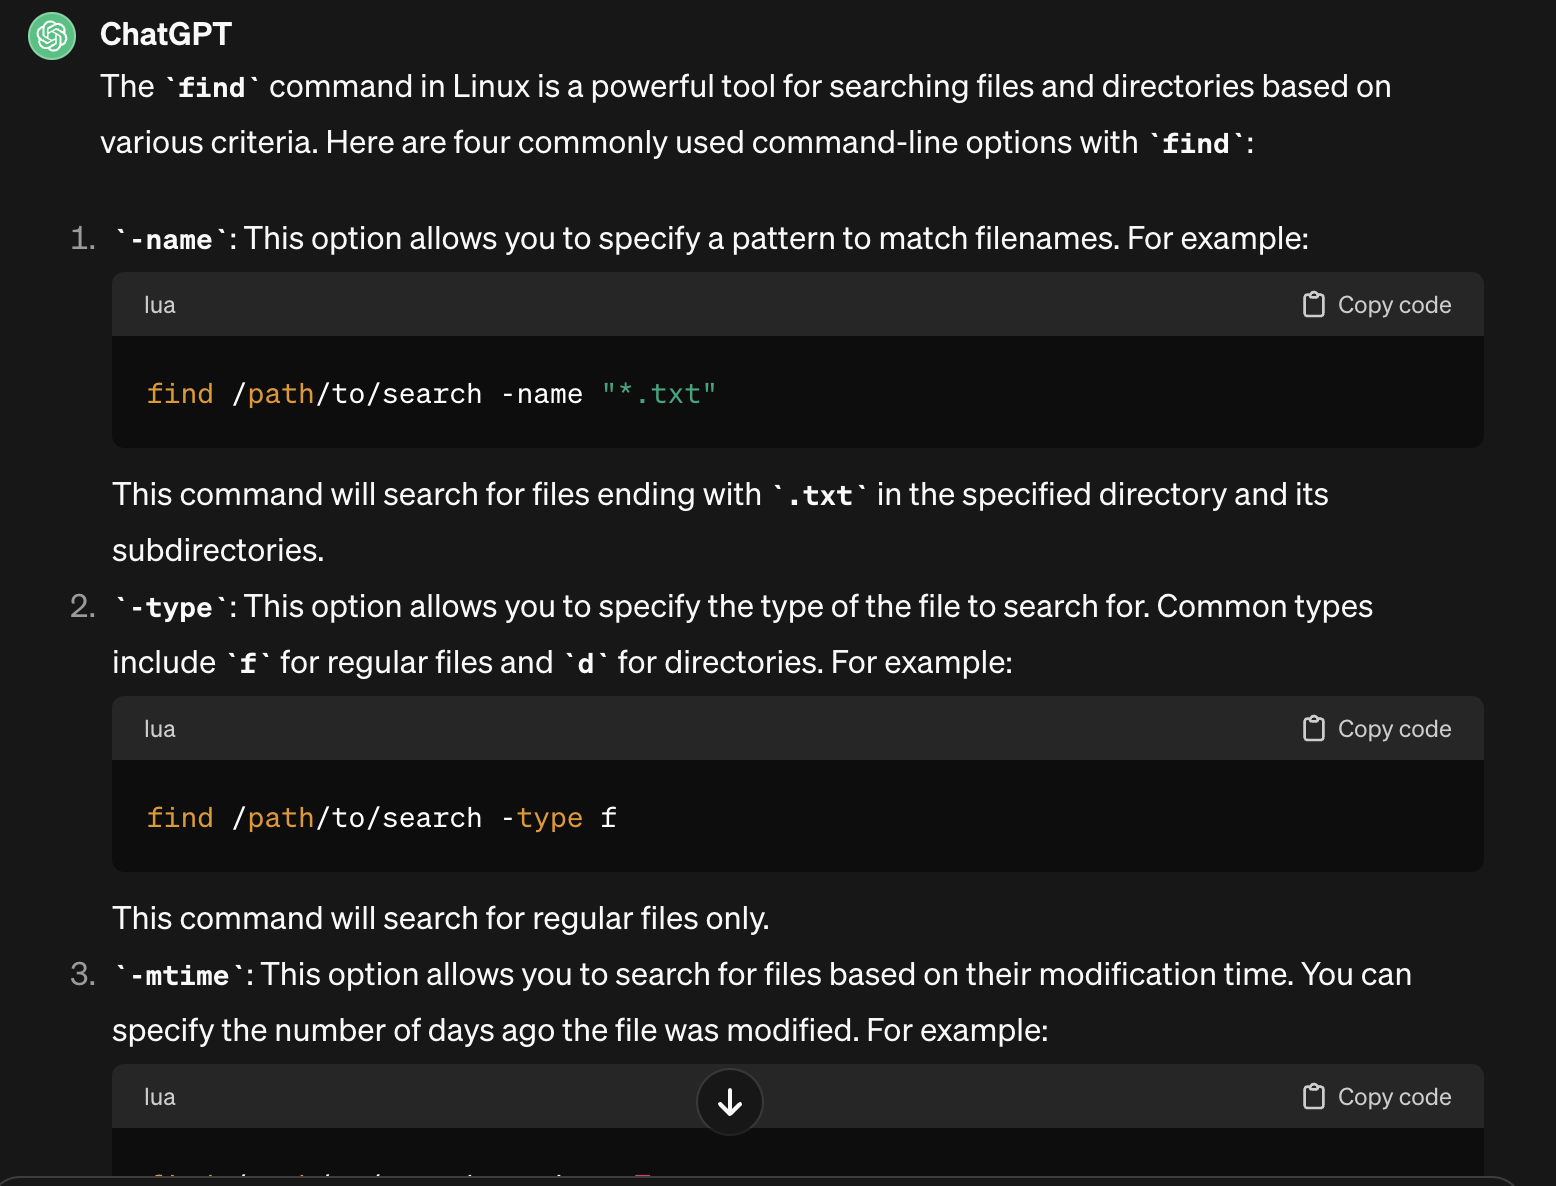 ChatGPT
The `find` command in Linux is a powerful tool for searching files and directories based on
various criteria. Here are four commonly used command-line options with `find`:
1. `-name`: This option allows you to specify a pattern to match filenames. For example:
lua Copy code
find /path/to/search -name "*.txt"
This command will search for files ending with `.txt` in the specified directory and its
subdirectories.
2. `-type`: This option allows you to specify the type of the file to search for. Common types
include `f` for regular files and `d` for directories. For example:
lua Copy code
find /path/to/search -type f
This command will search for regular files only.
3. `-mtime`: This option allows you to search for files based on their modification time. You can
specify the number of days ago the file was modified. For example:
lua Copy code